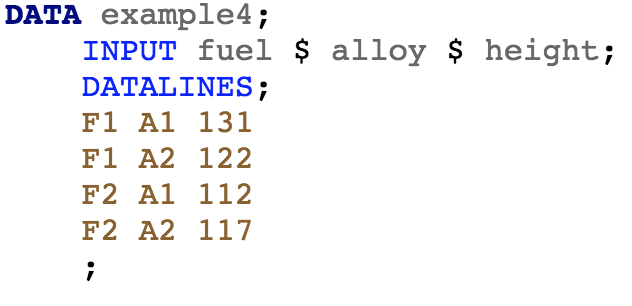 DATA example4;
INPUT fuel $ alloy $ height;
DATALINES;
F1 A1 131
F1 A2 122
F2 A1 112
F2 A2 117
;